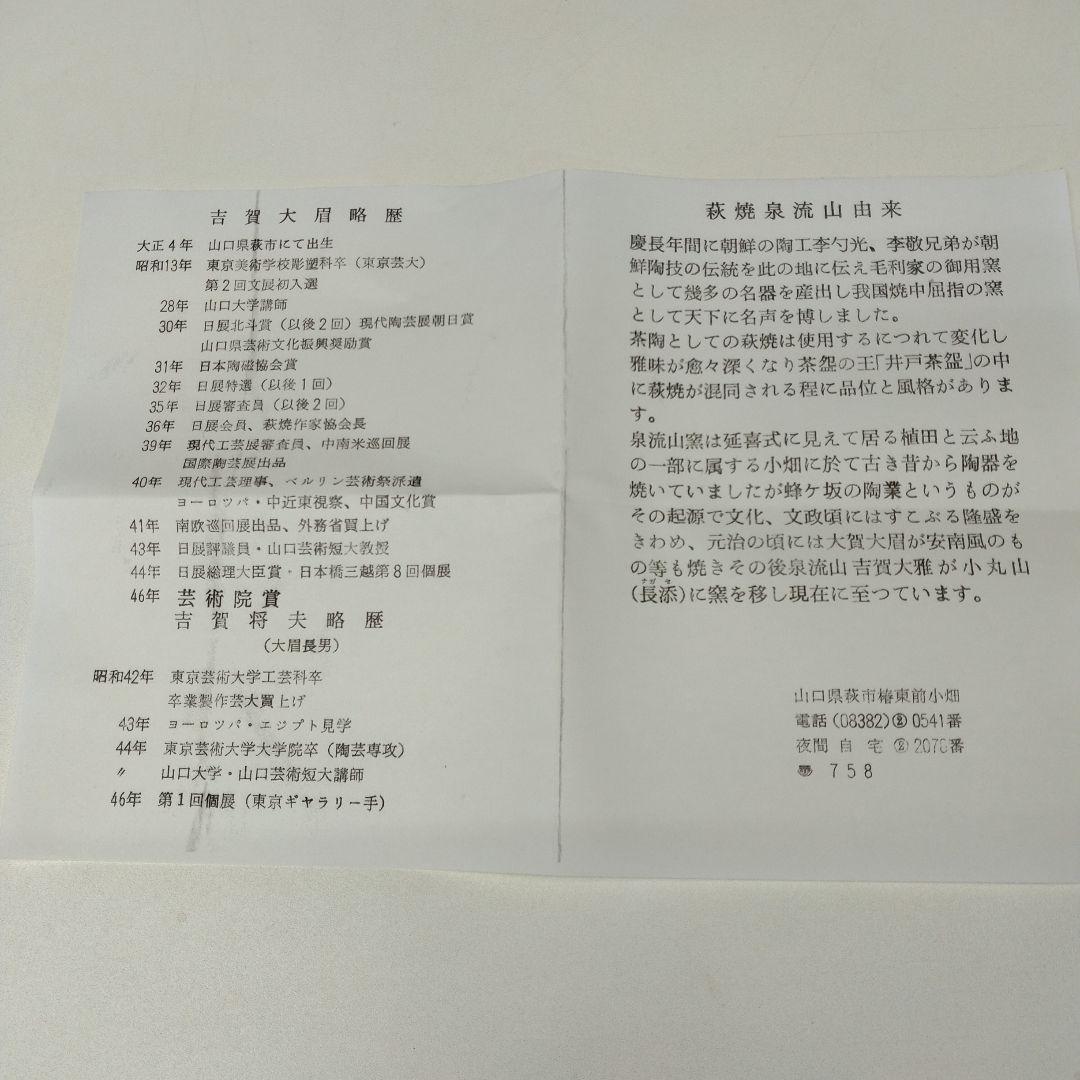 吉賀大眉略歴
大正4年 山口県萩市にて出生
昭和13年 東京美術学校彫塑科卒（東京芸大）
第2回文展初入選
28年 山口大学講師
30年 日展北斗賞（以後2回）現代陶芸展朝日賞
山口県芸術文化振興奨励賞
31年 日本陶磁協会賞
32年 日展特選（以後1回）
35年 日展審査員（以後2回）
36年 日展会員、萩焼作家協会長
39年 現代工芸展審査員、中南米巡回展
国際陶芸展出品
40年 現代工芸理事、ベルリン芸術祭派遣
ヨーロツパ・中近東視察、中国文化賞
41年 南欧巡回展出品、外務省買上げ
43年 日展評議員・山口芸術短大教授
44年 日展総理大臣賞・日本橋三越第8回個展
46年 芸術院賞
吉賀将夫略歴
（大眉長男）
昭和42年 東京芸術大学工芸科卒
卒業製作芸大買上げ
43年 ヨーロツパ・エジプト見学
44年 東京芸術大学大学院卒（陶芸専攻）
〃 山口大学・山口芸術短大講師
46年 第1回個展（東京ギヤラリー手）
萩焼泉流山由来
慶長年間に朝鮮の陶工李勺光、李敬兄弟が朝
鮮陶技の伝統を此の地に伝え毛利家の御用窯
として幾多の名器を産出し我国焼中屈指の窯
として天下に名声を博しました。
茶陶としての萩焼は使用するにつれて変化し
雅味が愈々深くなり茶盌の王「井戸茶盌」の中
に萩焼が混同される程に品位と風格がありま
す。
泉流山窯は延喜式に見えて居る植田と云ふ地
の一部に属する小畑に於て古き昔から陶器を
焼いていましたが蜂ケ坂の陶業というものが
その起源で文化、文政頃にはすこぶる隆盛を
きわめ、元治の頃には大賀大眉が安南風のも
の等も焼きその後泉流山吉賀大雅が小丸山
ナガセ
(長添)に窯を移し現在に至つています。
山口県萩市椿東前小畑
電話(08382)② 0541番
夜間 自宅 ②
758